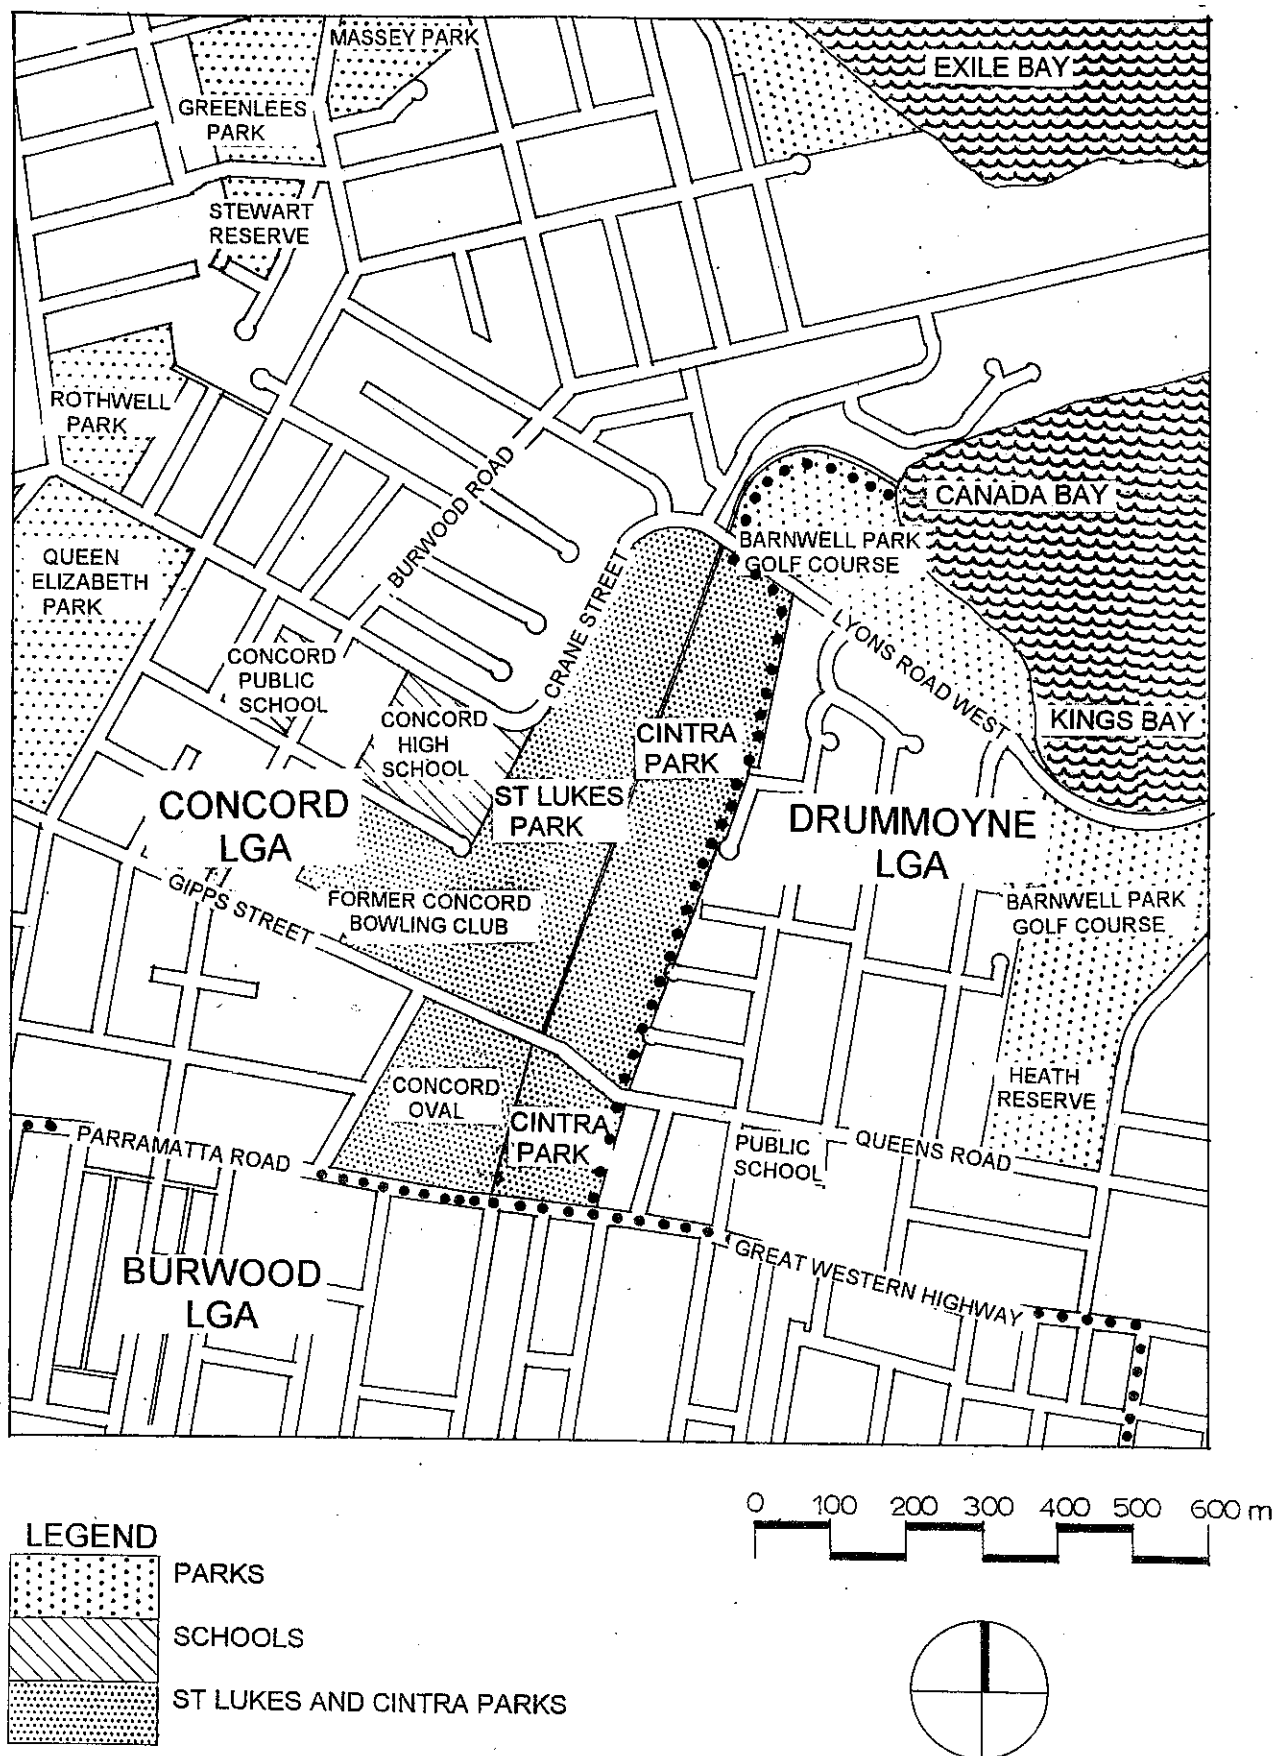 MASSEY PARK
EXILE BAY
GREENLEES
PARK
STEWART
RESERVE
ROTHWELL
PARK
BURWOOD ROAD
CANADA BAY
QUEEN
ELIZABETH
PARK
BARNWELL PARK
GOLF COURSE
CRANE STREET
LYONS ROAD WEST
CONCORD
PUBLIC
SCHOOL
CONCORD
HIGH
SCHOOL
CINTRA
PARK
KINGS BAY
CONCORD
LGA
ST LUKES
PARK
DRUMMOYNE
LGA
GIPPS STREET
FORMER CONCORD
BOWLING CLUB
BARNWELL PARK
GOLF COURSE
CONCORD
OVAL
HEATH
RESERVE
CINTRA
PARK
PARRAMATTA ROAD
PUBLIC
SCHOOL
QUEENS ROAD
BURWOOD
LGA
GREAT WESTERN HIGHWAY
0 100 200 300 400 500 600 m
LEGEND
PARKS
SCHOOLS
ST LUKES AND CINTRA PARKS